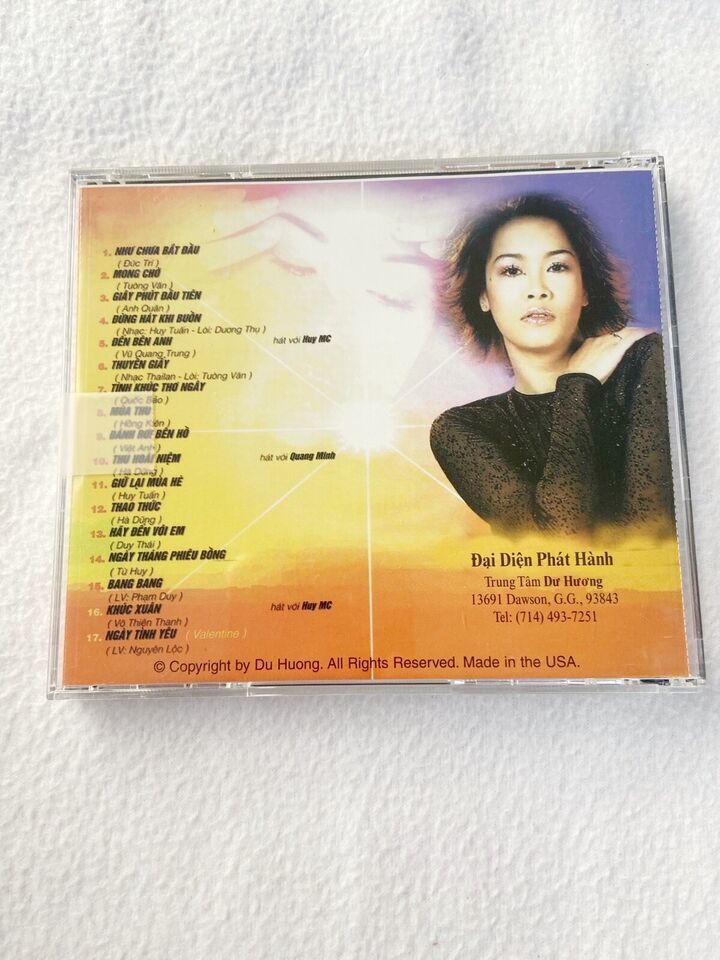 1. NHƯ CHƯA BẮT ĐẦU
( Đức Trí )
2. MONG CHỜ
( Tường Văn )
3. GIÂY PHÚT ĐẦU TIÊN
( Anh Quân )
4. ĐỪNG HÁT KHI BUỒN
( Nhạc: Huy Tuấn - Lời: Dương Thụ )
5. ĐẾN BÊN ANH hát với Huy MC
( Vũ Quang Trung )
6. THUYỀN GIẤY
( Nhạc Thailan - Lời: Tường Văn )
7. TÌNH KHÚC THƠ NGÂY
( Quốc Bảo )
8. MÙA THU
( Hồng Kiên )
9. ĐÁNH RƠI BÊN HỒ
( Việt Anh )
10. THU HOÀI NIỆM hát với Quang Minh
( Hà Dũng )
11. GIỮ LẠI MÙA HÈ
( Huy Tuấn )
12. THAO THỨC
( Hà Dũng )
13. HÃY ĐẾN VỚI EM
( Duy Thái )
14. NGÀY THÁNG PHIÊU BỒNG
( Từ Huy )
15. BANG BANG
( LV: Phạm Duy )
16. KHÚC XUÂN hát với Huy MC
( Võ Thiện Thanh )
17. NGÀY TÌNH YÊU ( Valentine )
( LV: Nguyên Lộc )
Đại Diện Phát Hành
Trung Tâm Dư Hương
13691 Dawson, G.G., 93843
Tel: (714) 493-7251
© Copyright by Du Huong. All Rights Reserved. Made in the USA.